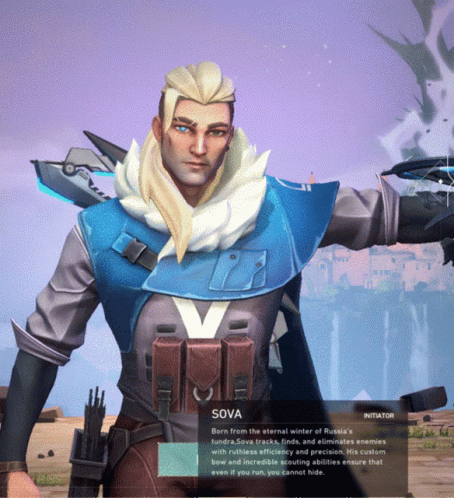 SOVA
INITIATOR
Born from the eternal winter of Russia's
tundra,Sova tracks, finds, and eliminates enemies
with ruthless efficiency and precision. His custom
bow and incredible scouting abilities ensure that
even if you run, you cannot hide.